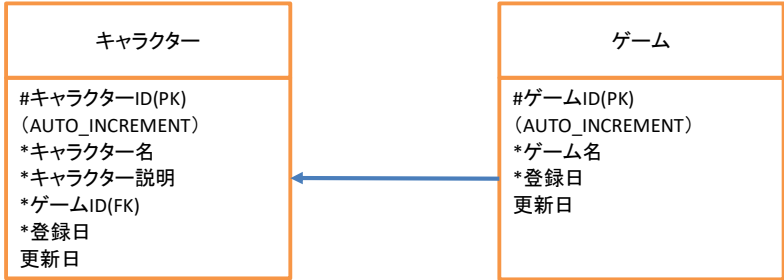 キャラクター
#キャラクターID(PK)
（AUTO_INCREMENT）
*キャラクター名
*キャラクター説明
*ゲームID(FK)
*登録日
更新日
ゲーム
#ゲームID(PK)
（AUTO_INCREMENT）
*ゲーム名
*登録日
更新日